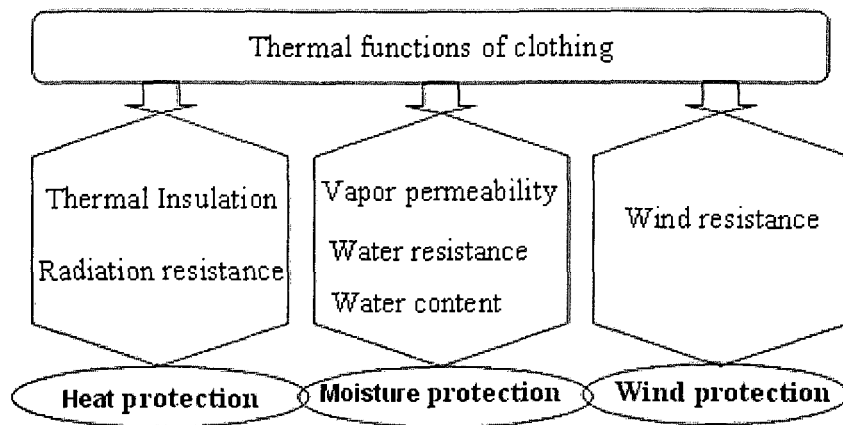 Thermal functions of clothing
Thermal Insulation
Radiation resistance
Vapor permeability
Water resistance
Water content
Wind resistance
Heat protection
Moisture protection
Wind protection